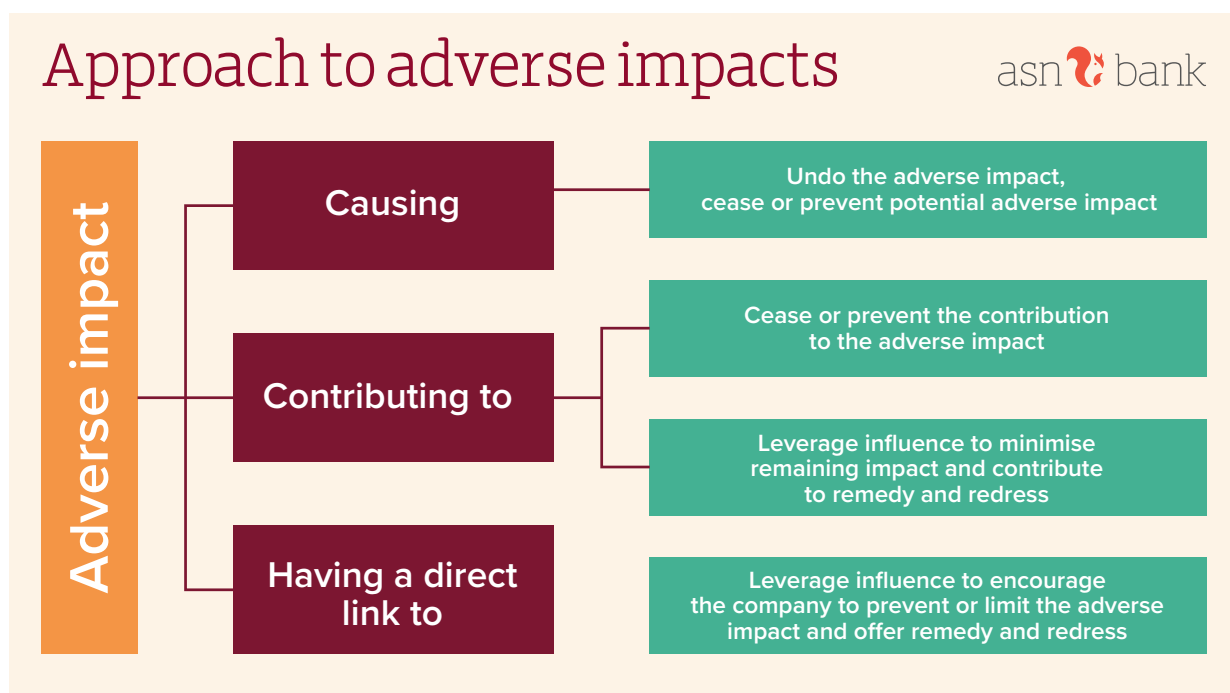 Approach to adverse impacts
asn bank
Adverse impact
Causing
Undo the adverse impact,
cease or prevent potential adverse impact
Contributing to
Cease or prevent the contribution
to the adverse impact
Leverage influence to minimise
remaining impact and contribute
to remedy and redress
Having a direct
link to
Leverage influence to encourage
the company to prevent or limit the adverse
impact and offer remedy and redress